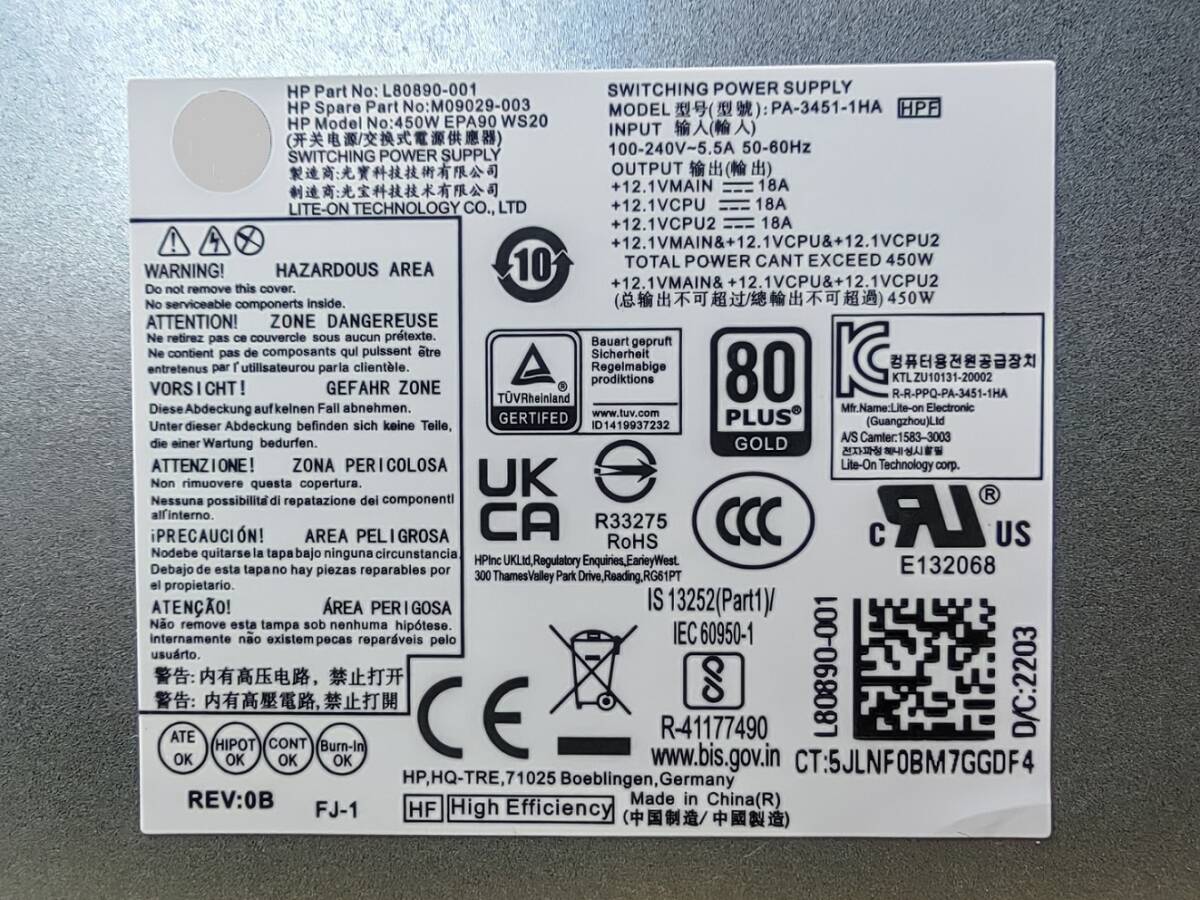 HP Part No: L80890-001
HP Spare Part No:M09029-003
HP Model No:450W EPA90 WS20
(开关电源/交换式電源供應器)
SWITCHING POWER SUPPLY
製造商:光寶科技技術有限公司
制造商:光宝科技技术有限公司
LITE-ON TECHNOLOGY CO., LTD
SWITCHING POWER SUPPLY
MODEL 型号(型號):PA-3451-1HA HPF
INPUT 输入(輸入)
100-240V~5.5A 50-60Hz
OUTPUT 输出(輸出)
+12.1VMAIN ⎓ 18A
+12.1VCPU ⎓ 18A
+12.1VCPU2 ⎓ 18A
+12.1VMAIN&+12.1VCPU&+12.1VCPU2
TOTAL POWER CANT EXCEED 450W
+12.1VMAIN& +12.1VCPU&+12.1VCPU2
(总输出不可超过/總輸出不可超過) 450W
WARNING! HAZARDOUS AREA
Do not remove this cover.
No serviceable components inside.
ATTENTION! ZONE DANGEREUSE
Ne retirez pas ce couvercle sous aucun prétexte.
Ne contient pas de composants qui puissent être
entretenus par l'utilisateurou parla clientèle.
VORSICHT! GEFAHR ZONE
Diese Abdeckung auf keinen Fall abnehmen.
Unter dieser Abdeckung befinden sich keine Teile,
die einer Wartung bedurfen.
ATTENZIONE! ZONA PERICOLOSA
Non rimuovere questa copertura.
Nessuna possibilita di repatazione dei componenti
all'interno.
¡PRECAUCIÓN! AREA PELIGROSA
Nodebe quitarse la tapa bajo ninguna circunstancia
Debajo de esta tapa no hay piezas reparables por
el propietario.
ATENÇÃO! ÁREA PERIGOSA
Não remove esta tampa sob nenhuma hipótese.
internamente não existem pecas reparáveis pelo
usuárto.
警告: 内有高压电路, 禁止打开
警告: 内有高壓電路, 禁止打開
10
TÜVRheinland
GERTIFED
Bauart gepruft
Sicherheit
Regelmabige
prodiktions
www.tuv.com
ID1419937232
80
PLUS®
GOLD
KC
컴퓨터용전원공급장치
KTL ZU10131-20002
R-R-PPQ-PA-3451-1HA
Mfr.Name:Lite-on Electronic
(Guangzhou)Ltd
A/S Camter:1583-3003
Lite-On Technology corp.
UK
CA
R33275
RoHS
CCC
c RU ® US
E132068
HPInc UKLtd,Regulatory Enquiries,EarieyWest.
300 ThamesValley Park Drive,Reading,RG61PT
IS 13252(Part1)/
IEC 60950-1
R-41177490
www.bis.gov.in
CE
L80890-001
D/C:2203
CT:5JLNF0BM7GGDF4
ATE OK
HIPOT OK
CONT OK
Burn-In OK
REV:0B FJ-1
HP,HQ-TRE,71025 Boeblingen,Germany
HF High Efficiency
Made in China(R)
(中国制造/ 中國製造)